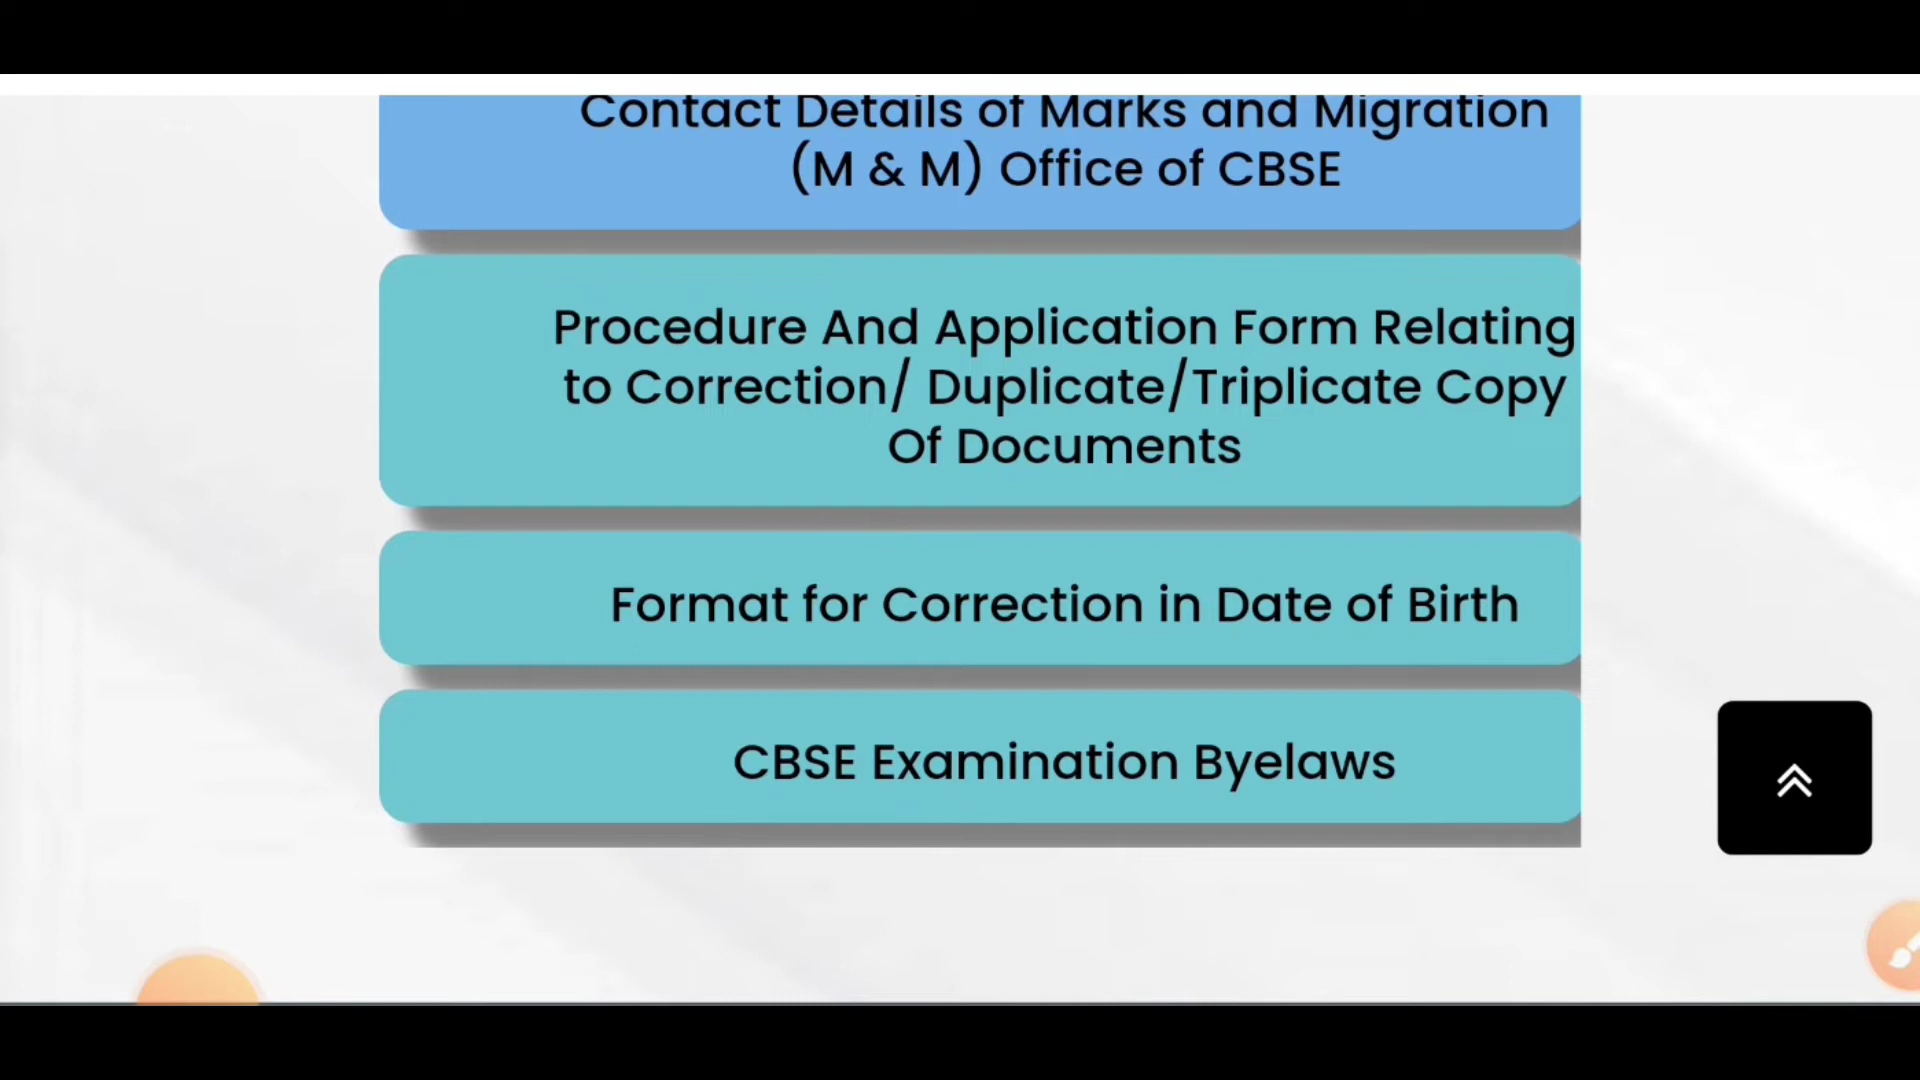 Contact Details of Marks and Migration
(M & M) Office of CBSE
Procedure And Application Form Relating
to Correction/ Duplicate/Triplicate Copy
Of Documents
Format for Correction in Date of Birth
CBSE Examination Byelaws